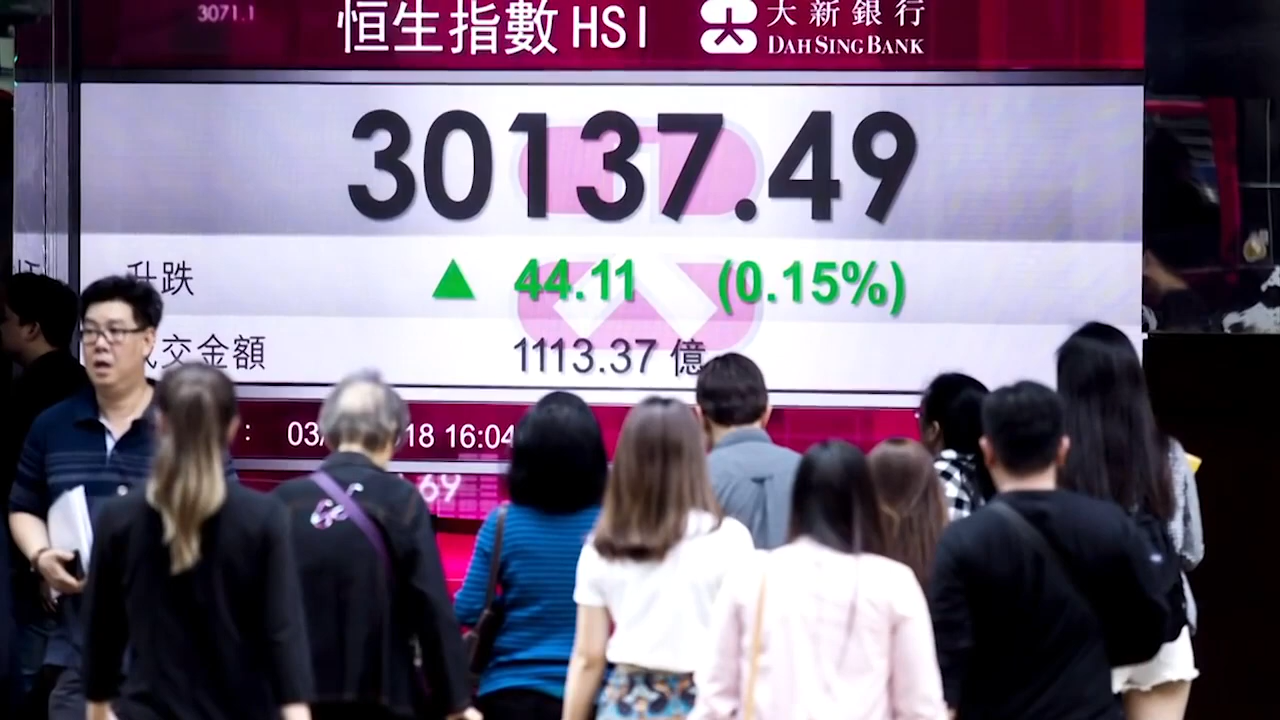 3071.1
恒生指數 HSI
大新銀行
DAH SING BANK
30137.49
升跌 ▲ 44.11 (0.15%)
交金額 1113.37 億
: 03/ 18 16:04
69